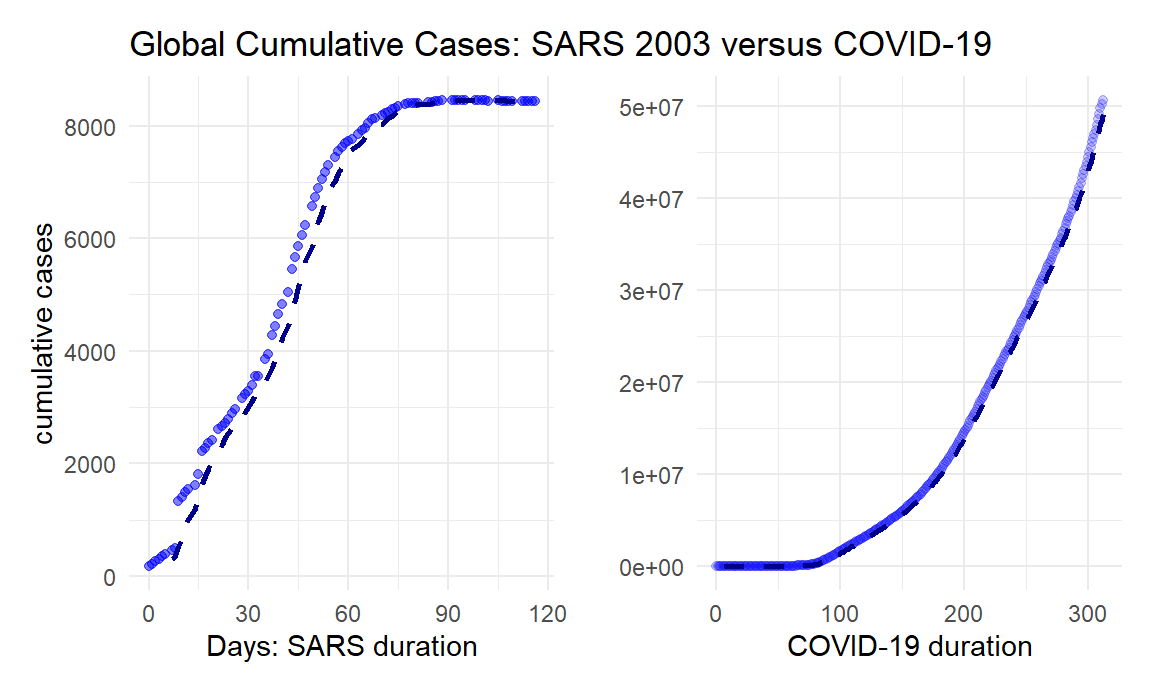 Global Cumulative Cases: SARS 2003 versus COVID-19
cumulative cases
8000
6000
4000
2000
0
0 30 60 90 120
Days: SARS duration
5e+07
4e+07
3e+07
2e+07
1e+07
0e+00
0 100 200 300
COVID-19 duration